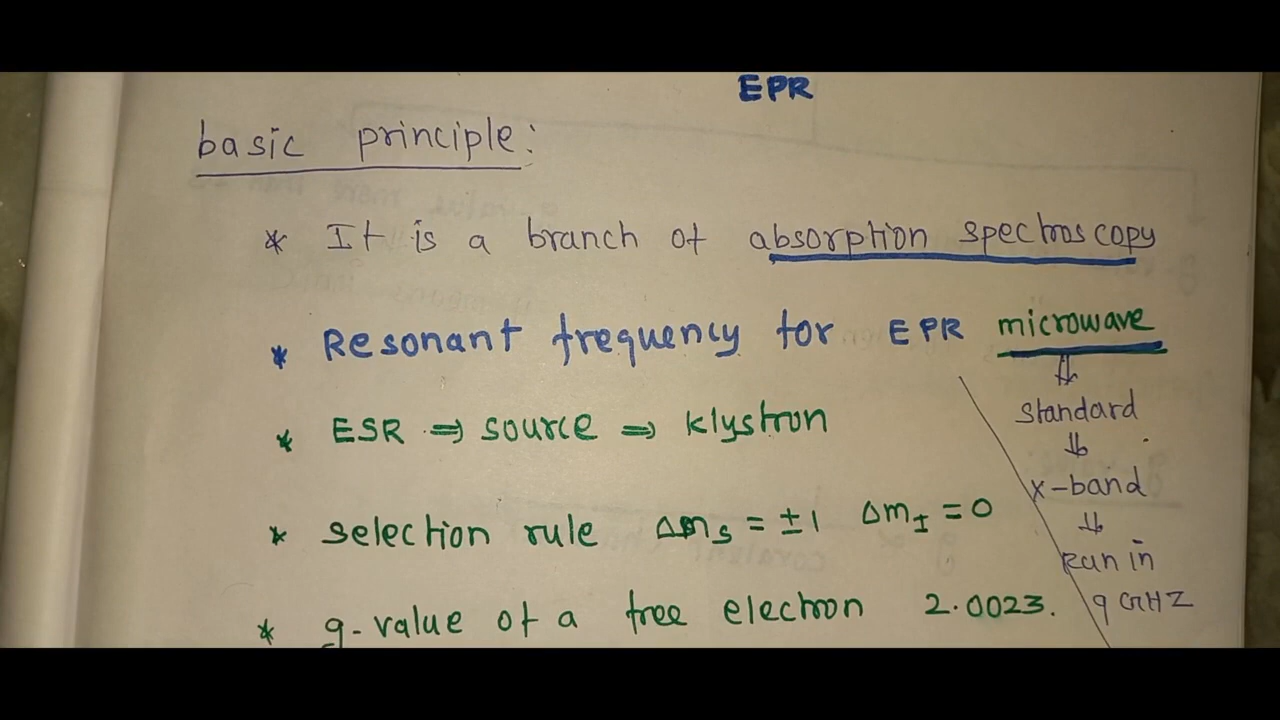 EPR
basic principle:
* It is a branch of absorption spectroscopy
* Resonant frequency for EPR microwave
⇕
Standard
⇓
x-band
⇓
Run in
9 GHZ
* ESR ⇒ source ⇒ Klystron
* selection rule Δms = ±1 ΔmI = 0
* g-value of a free electron 2.0023.